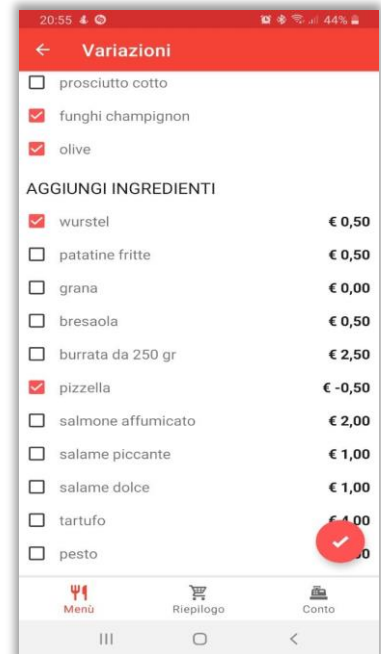 20:55 44%
Variazioni
prosciutto cotto
funghi champignon
olive
AGGIUNGI INGREDIENTI
wurstel € 0,50
patatine fritte € 0,50
grana € 0,00
bresaola € 0,50
burrata da 250 gr € 2,50
pizzella € -0,50
salmone affumicato € 2,00
salame piccante € 1,00
salame dolce € 1,00
tartufo
pesto
Menù Riepilogo Conto